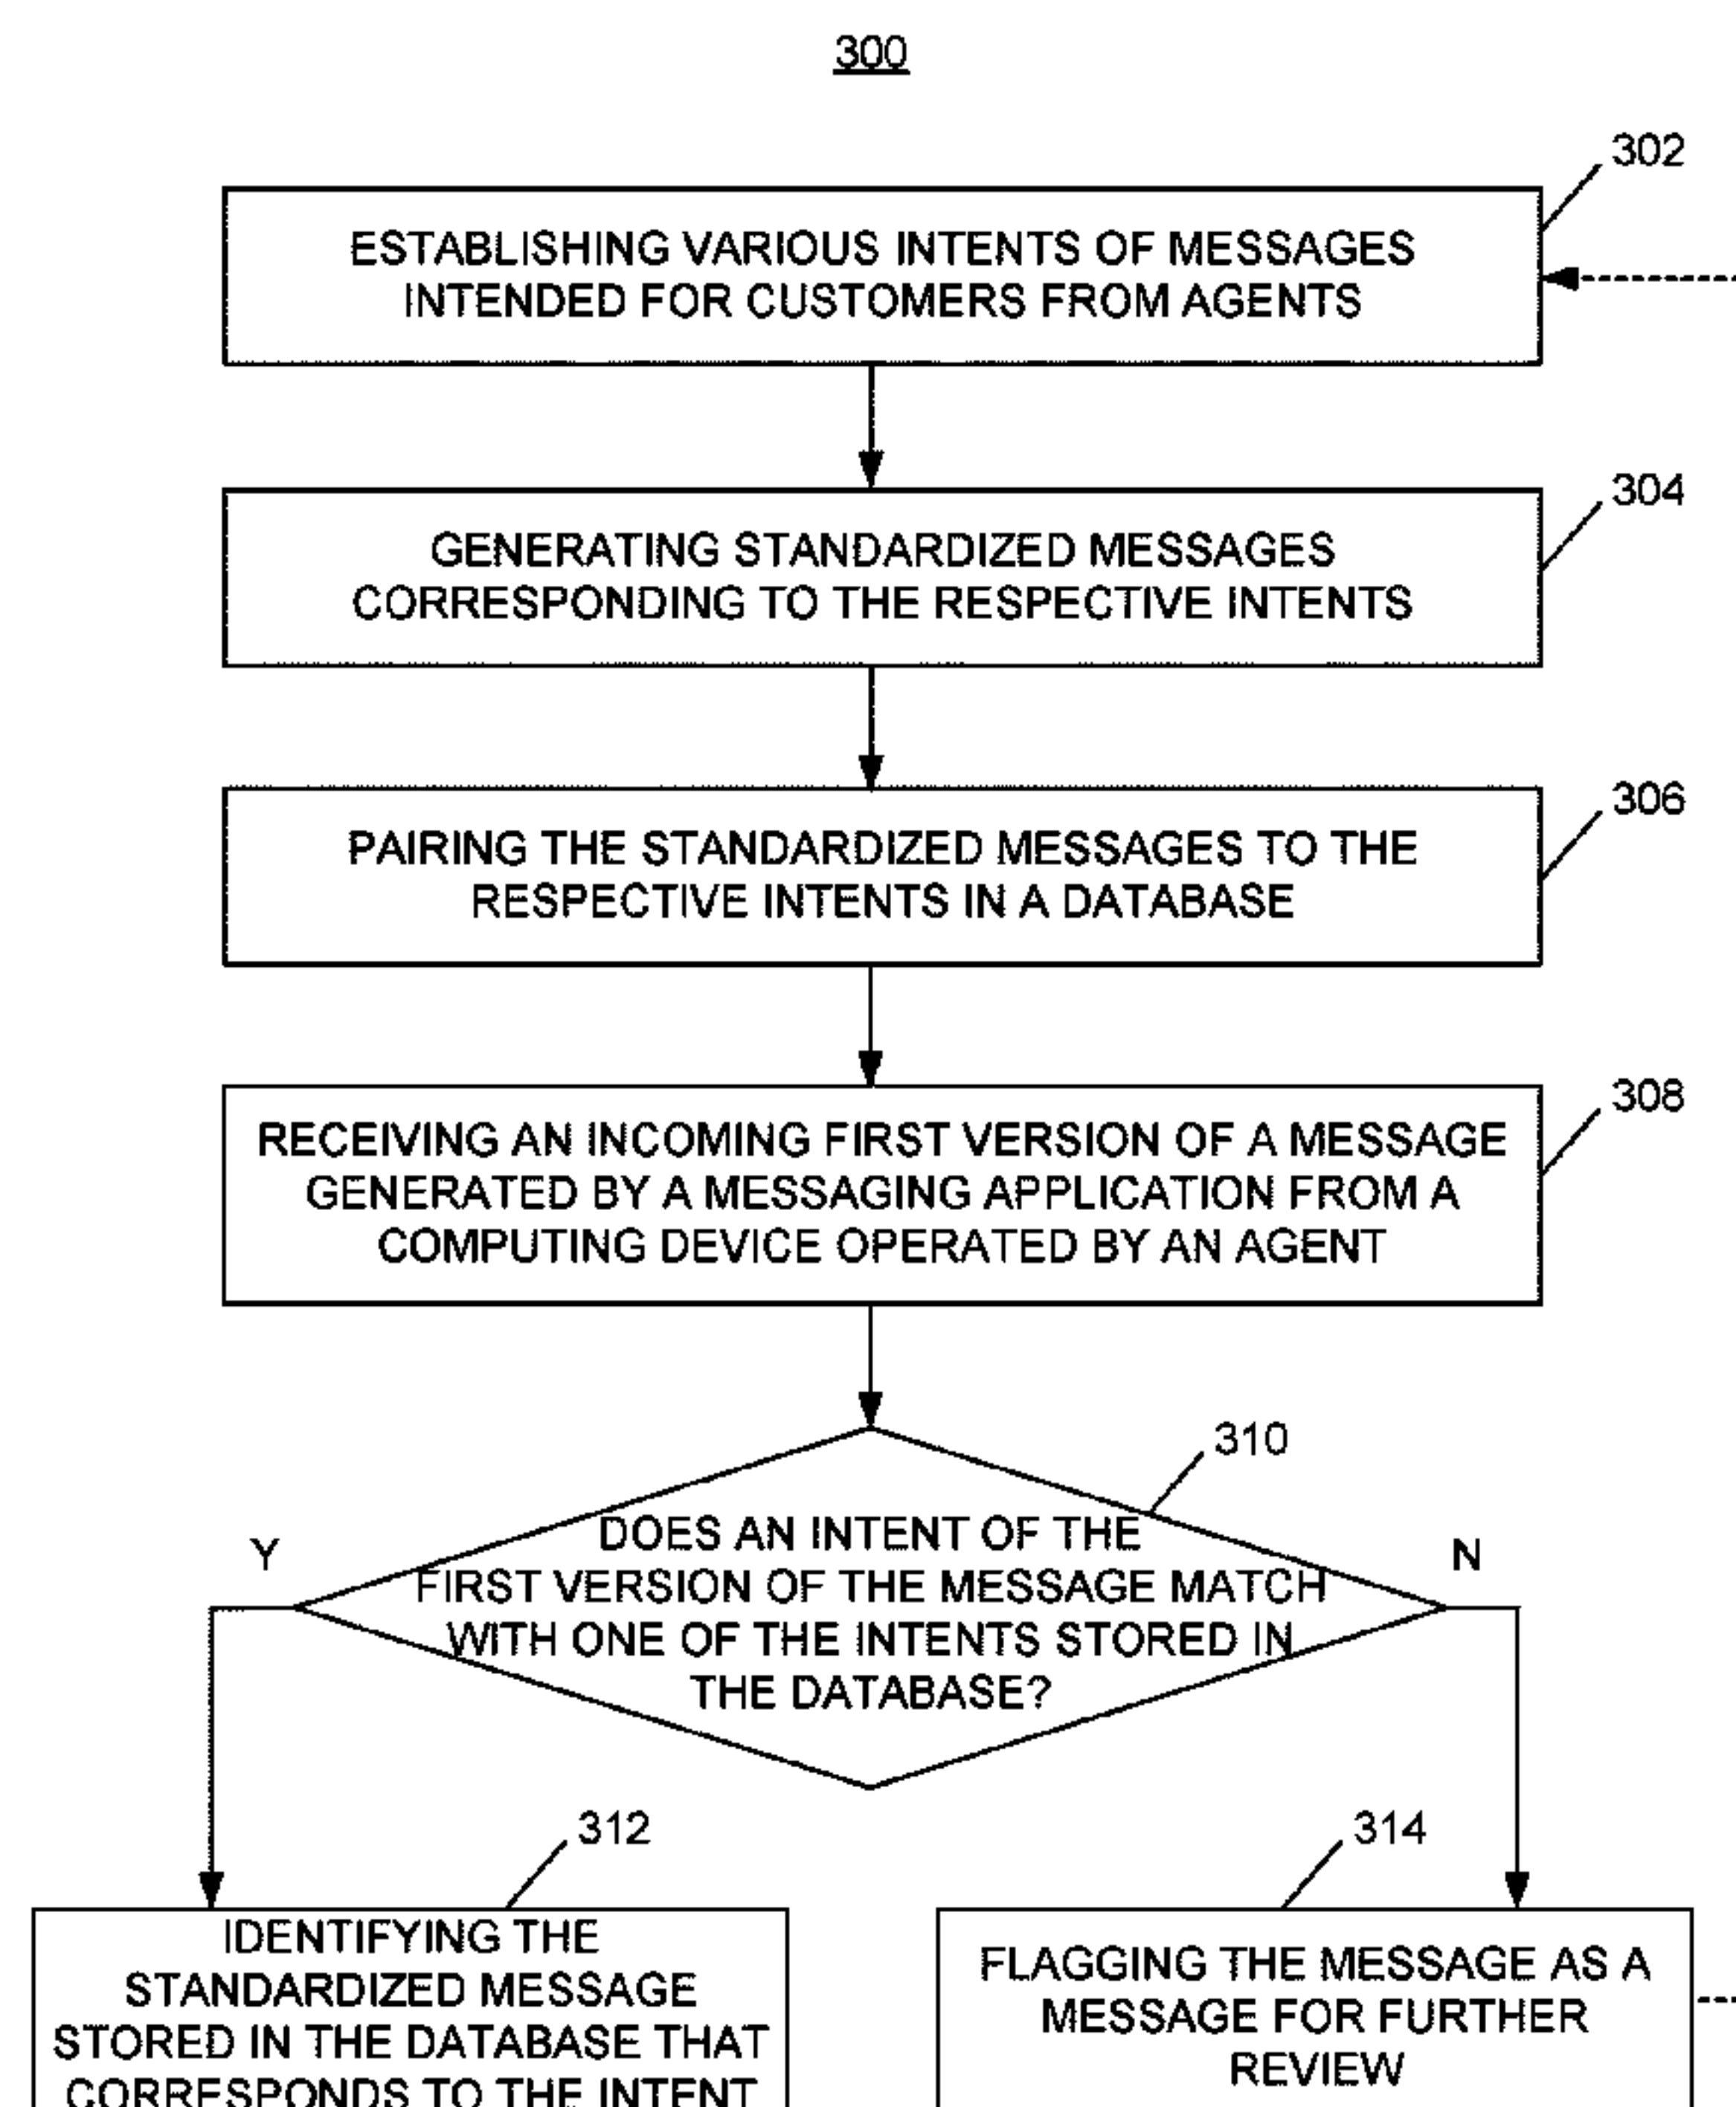 300
302
ESTABLISHING VARIOUS INTENTS OF MESSAGES
INTENDED FOR CUSTOMERS FROM AGENTS
304
GENERATING STANDARDIZED MESSAGES
CORRESPONDING TO THE RESPECTIVE INTENTS
306
PAIRING THE STANDARDIZED MESSAGES TO THE
RESPECTIVE INTENTS IN A DATABASE
308
RECEIVING AN INCOMING FIRST VERSION OF A MESSAGE
GENERATED BY A MESSAGING APPLICATION FROM A
COMPUTING DEVICE OPERATED BY AN AGENT
310
DOES AN INTENT OF THE
FIRST VERSION OF THE MESSAGE MATCH
WITH ONE OF THE INTENTS STORED IN
THE DATABASE?
Y
N
312
IDENTIFYING THE
STANDARDIZED MESSAGE
STORED IN THE DATABASE THAT
CORRESPONDS TO THE INTENT
314
FLAGGING THE MESSAGE AS A
MESSAGE FOR FURTHER
REVIEW